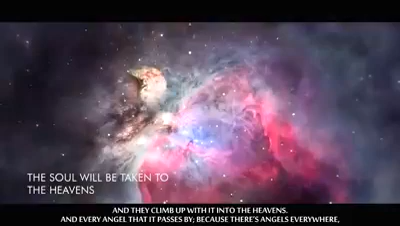 THE SOUL WILL BE TAKEN TO
THE HEAVENS
AND THEY CLIMB UP WITH IT INTO THE HEAVENS.
AND EVERY ANGEL THAT IT PASSES BY; BECAUSE THERE'S ANGELS EVERYWHERE,